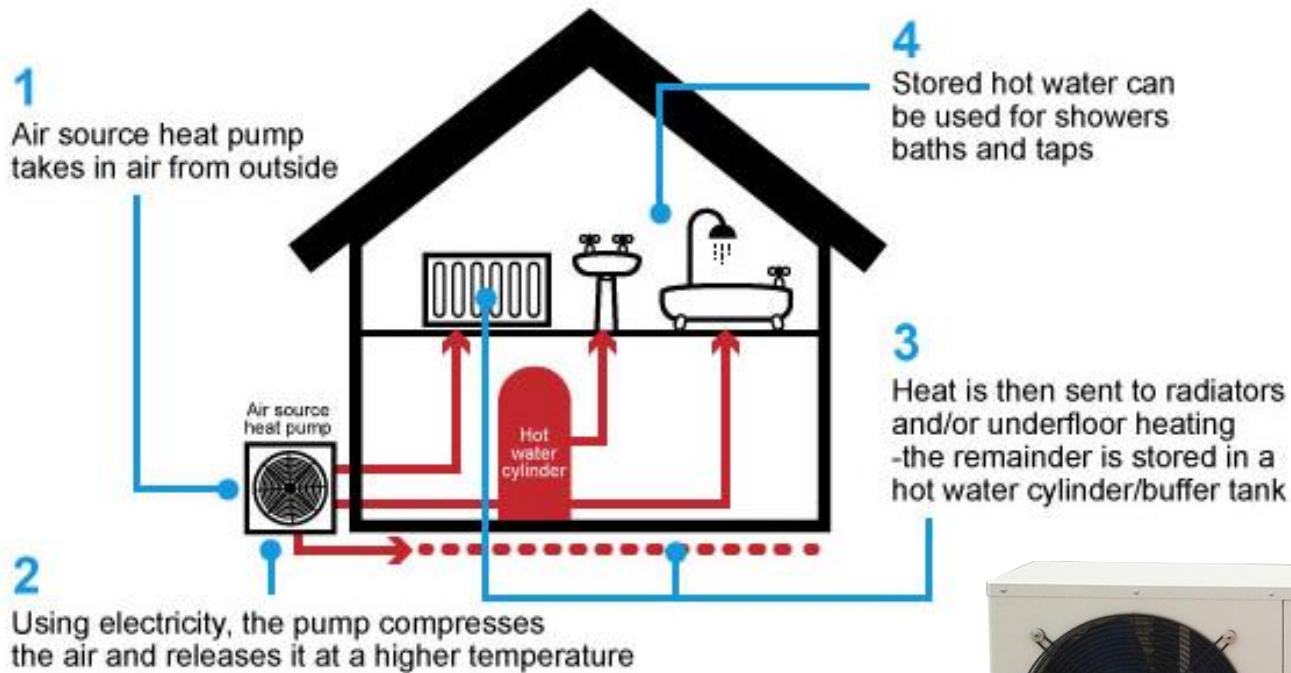 1
Air source heat pump
takes in air from outside
4
Stored hot water can
be used for showers
baths and taps
3
Heat is then sent to radiators
and/or underfloor heating
-the remainder is stored in a
hot water cylinder/buffer tank
Air source
heat pump
Hot
water
cylinder
2
Using electricity, the pump compresses
the air and releases it at a higher temperature